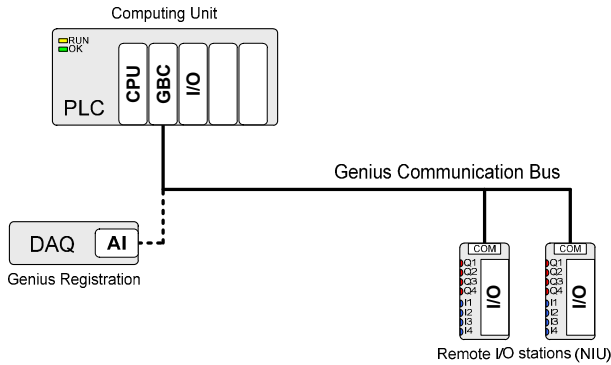 Computing Unit
RUN
OK
PLC
CPU
GBC
I/O
Genius Communication Bus
DAQ
AI
Genius Registration
COM
Q1
Q2
Q3
Q4
I1
I2
I3
I4
I/O
COM
Q1
Q2
Q3
Q4
I1
I2
I3
I4
I/O
Remote I/O stations (NIU)